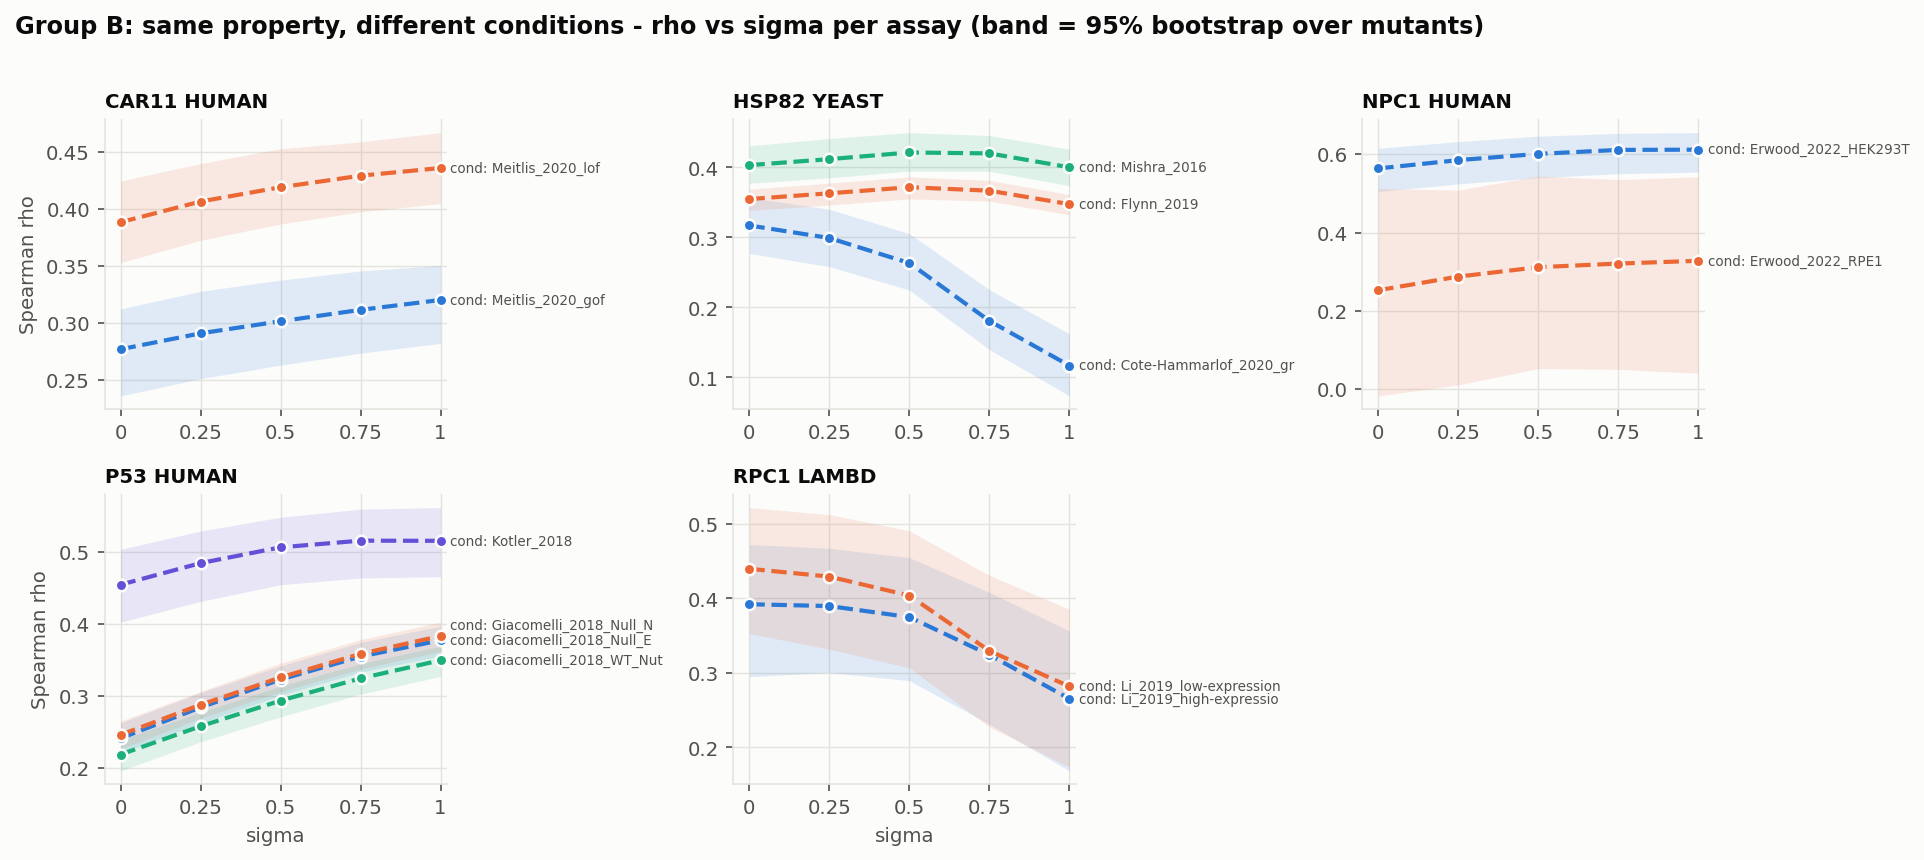 Group B: same property, different conditions - rho vs sigma per assay (band = 95% bootstrap over mutants)
CAR11 HUMAN
Spearman rho
0.45
0.40
0.35
0.30
0.25
0
0.25
0.5
0.75
1
cond: Meitlis_2020_lof
cond: Meitlis_2020_gof
HSP82 YEAST
0.4
0.3
0.2
0.1
0
0.25
0.5
0.75
1
cond: Mishra_2016
cond: Flynn_2019
cond: Cote-Hammarlof_2020_gr
NPC1 HUMAN
0.6
0.4
0.2
0.0
0
0.25
0.5
0.75
1
cond: Erwood_2022_HEK293T
cond: Erwood_2022_RPE1
P53 HUMAN
Spearman rho
0.5
0.4
0.3
0.2
0
0.25
0.5
0.75
1
sigma
cond: Kotler_2018
cond: Giacomelli_2018_Null_N
cond: Giacomelli_2018_Null_E
cond: Giacomelli_2018_WT_Nut
RPC1 LAMBD
0.5
0.4
0.3
0.2
0
0.25
0.5
0.75
1
sigma
cond: Li_2019_low-expression
cond: Li_2019_high-expressio